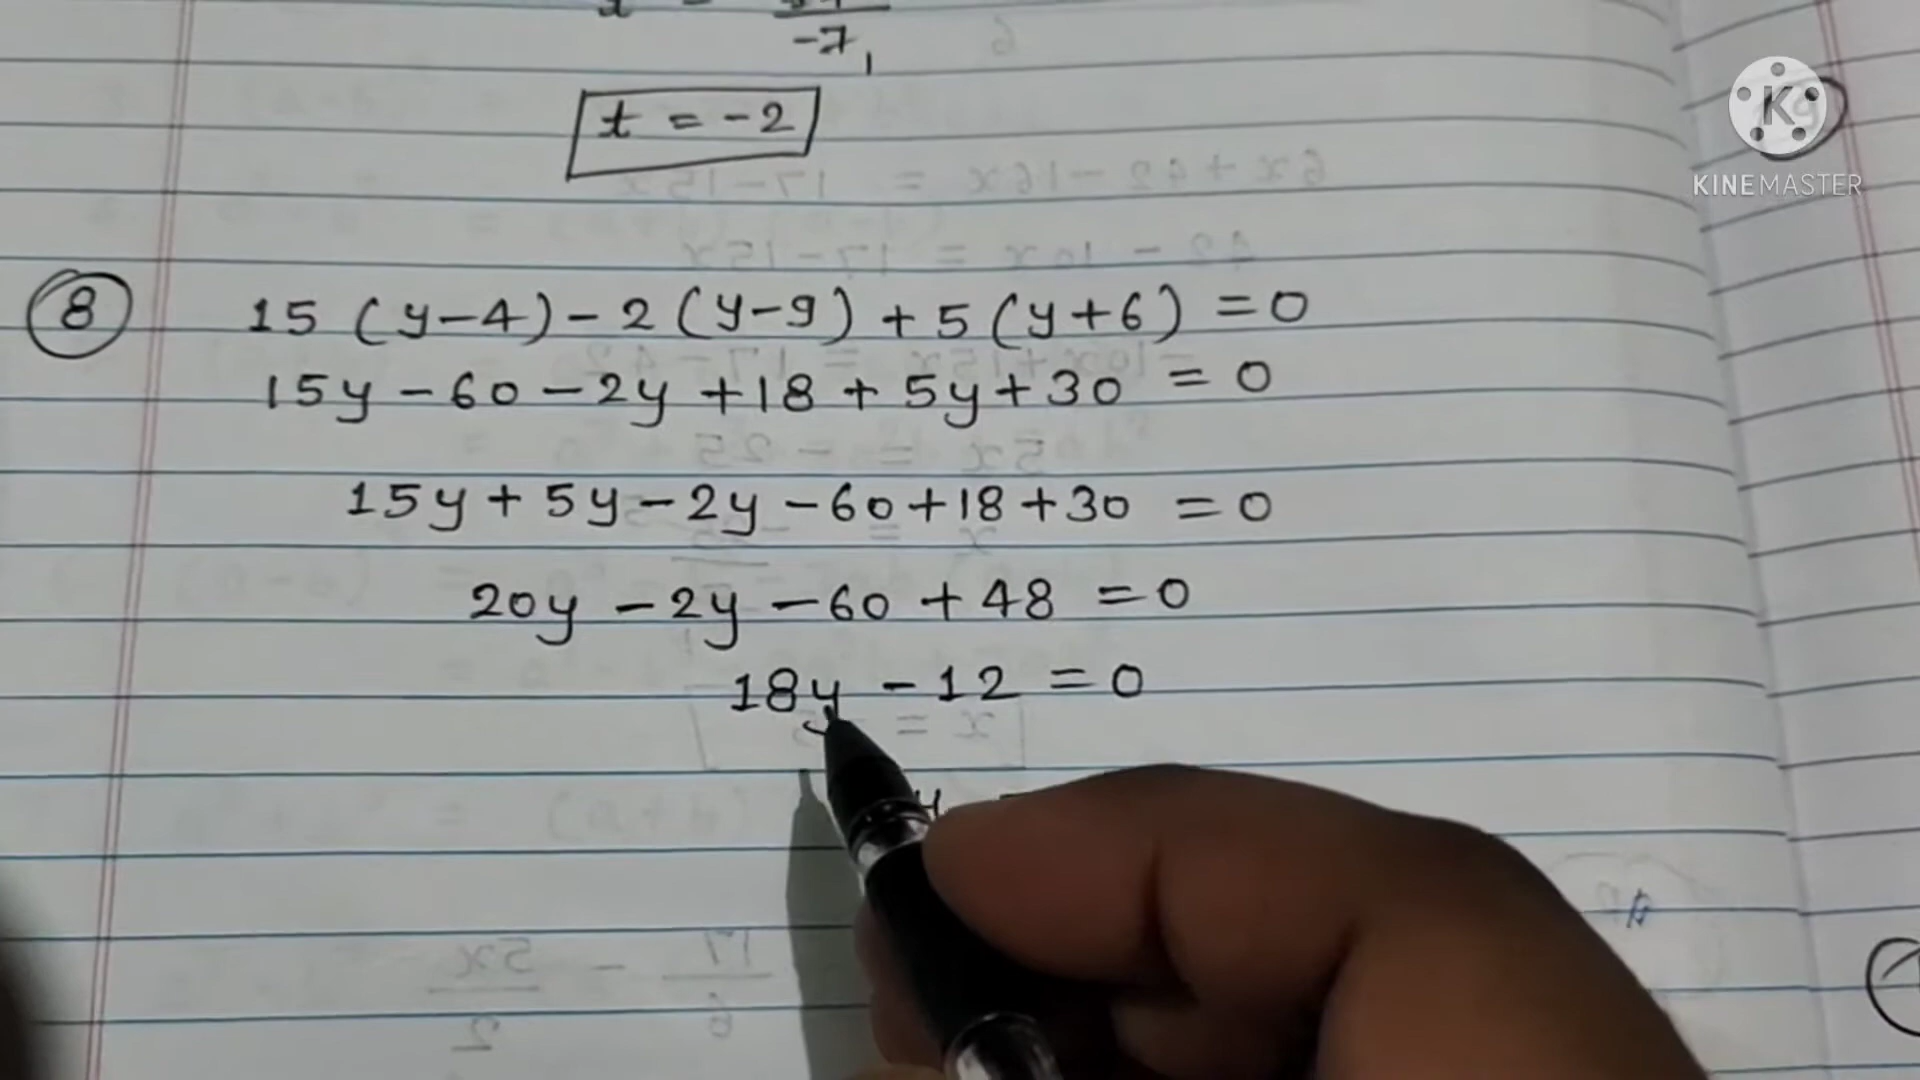 -7
t = -2
KINEMASTER
8 15 (y-4) - 2 (y-9) + 5 (y+6) = 0
15y - 60 - 2y + 18 + 5y + 30 = 0
15y + 5y - 2y - 60 + 18 + 30 = 0
20y - 2y - 60 + 48 = 0
18y - 12 = 0